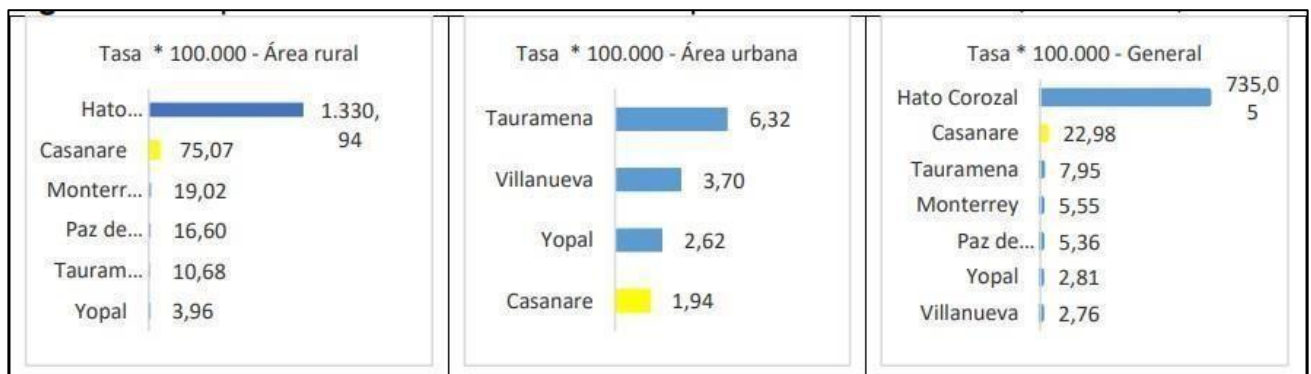 Tasa * 100.000 - Área rural
Hato...
1.330,
94
Casanare
75,07
Monterr...
19,02
Paz de...
16,60
Tauram...
10,68
Yopal
3,96
Tasa * 100.000 - Área urbana
Tauramena
6,32
Villanueva
3,70
Yopal
2,62
Casanare
1,94
Tasa * 100.000 - General
Hato Corozal
735,0
5
Casanare
22,98
Tauramena
7,95
Monterrey
5,55
Paz de...
5,36
Yopal
2,81
Villanueva
2,76